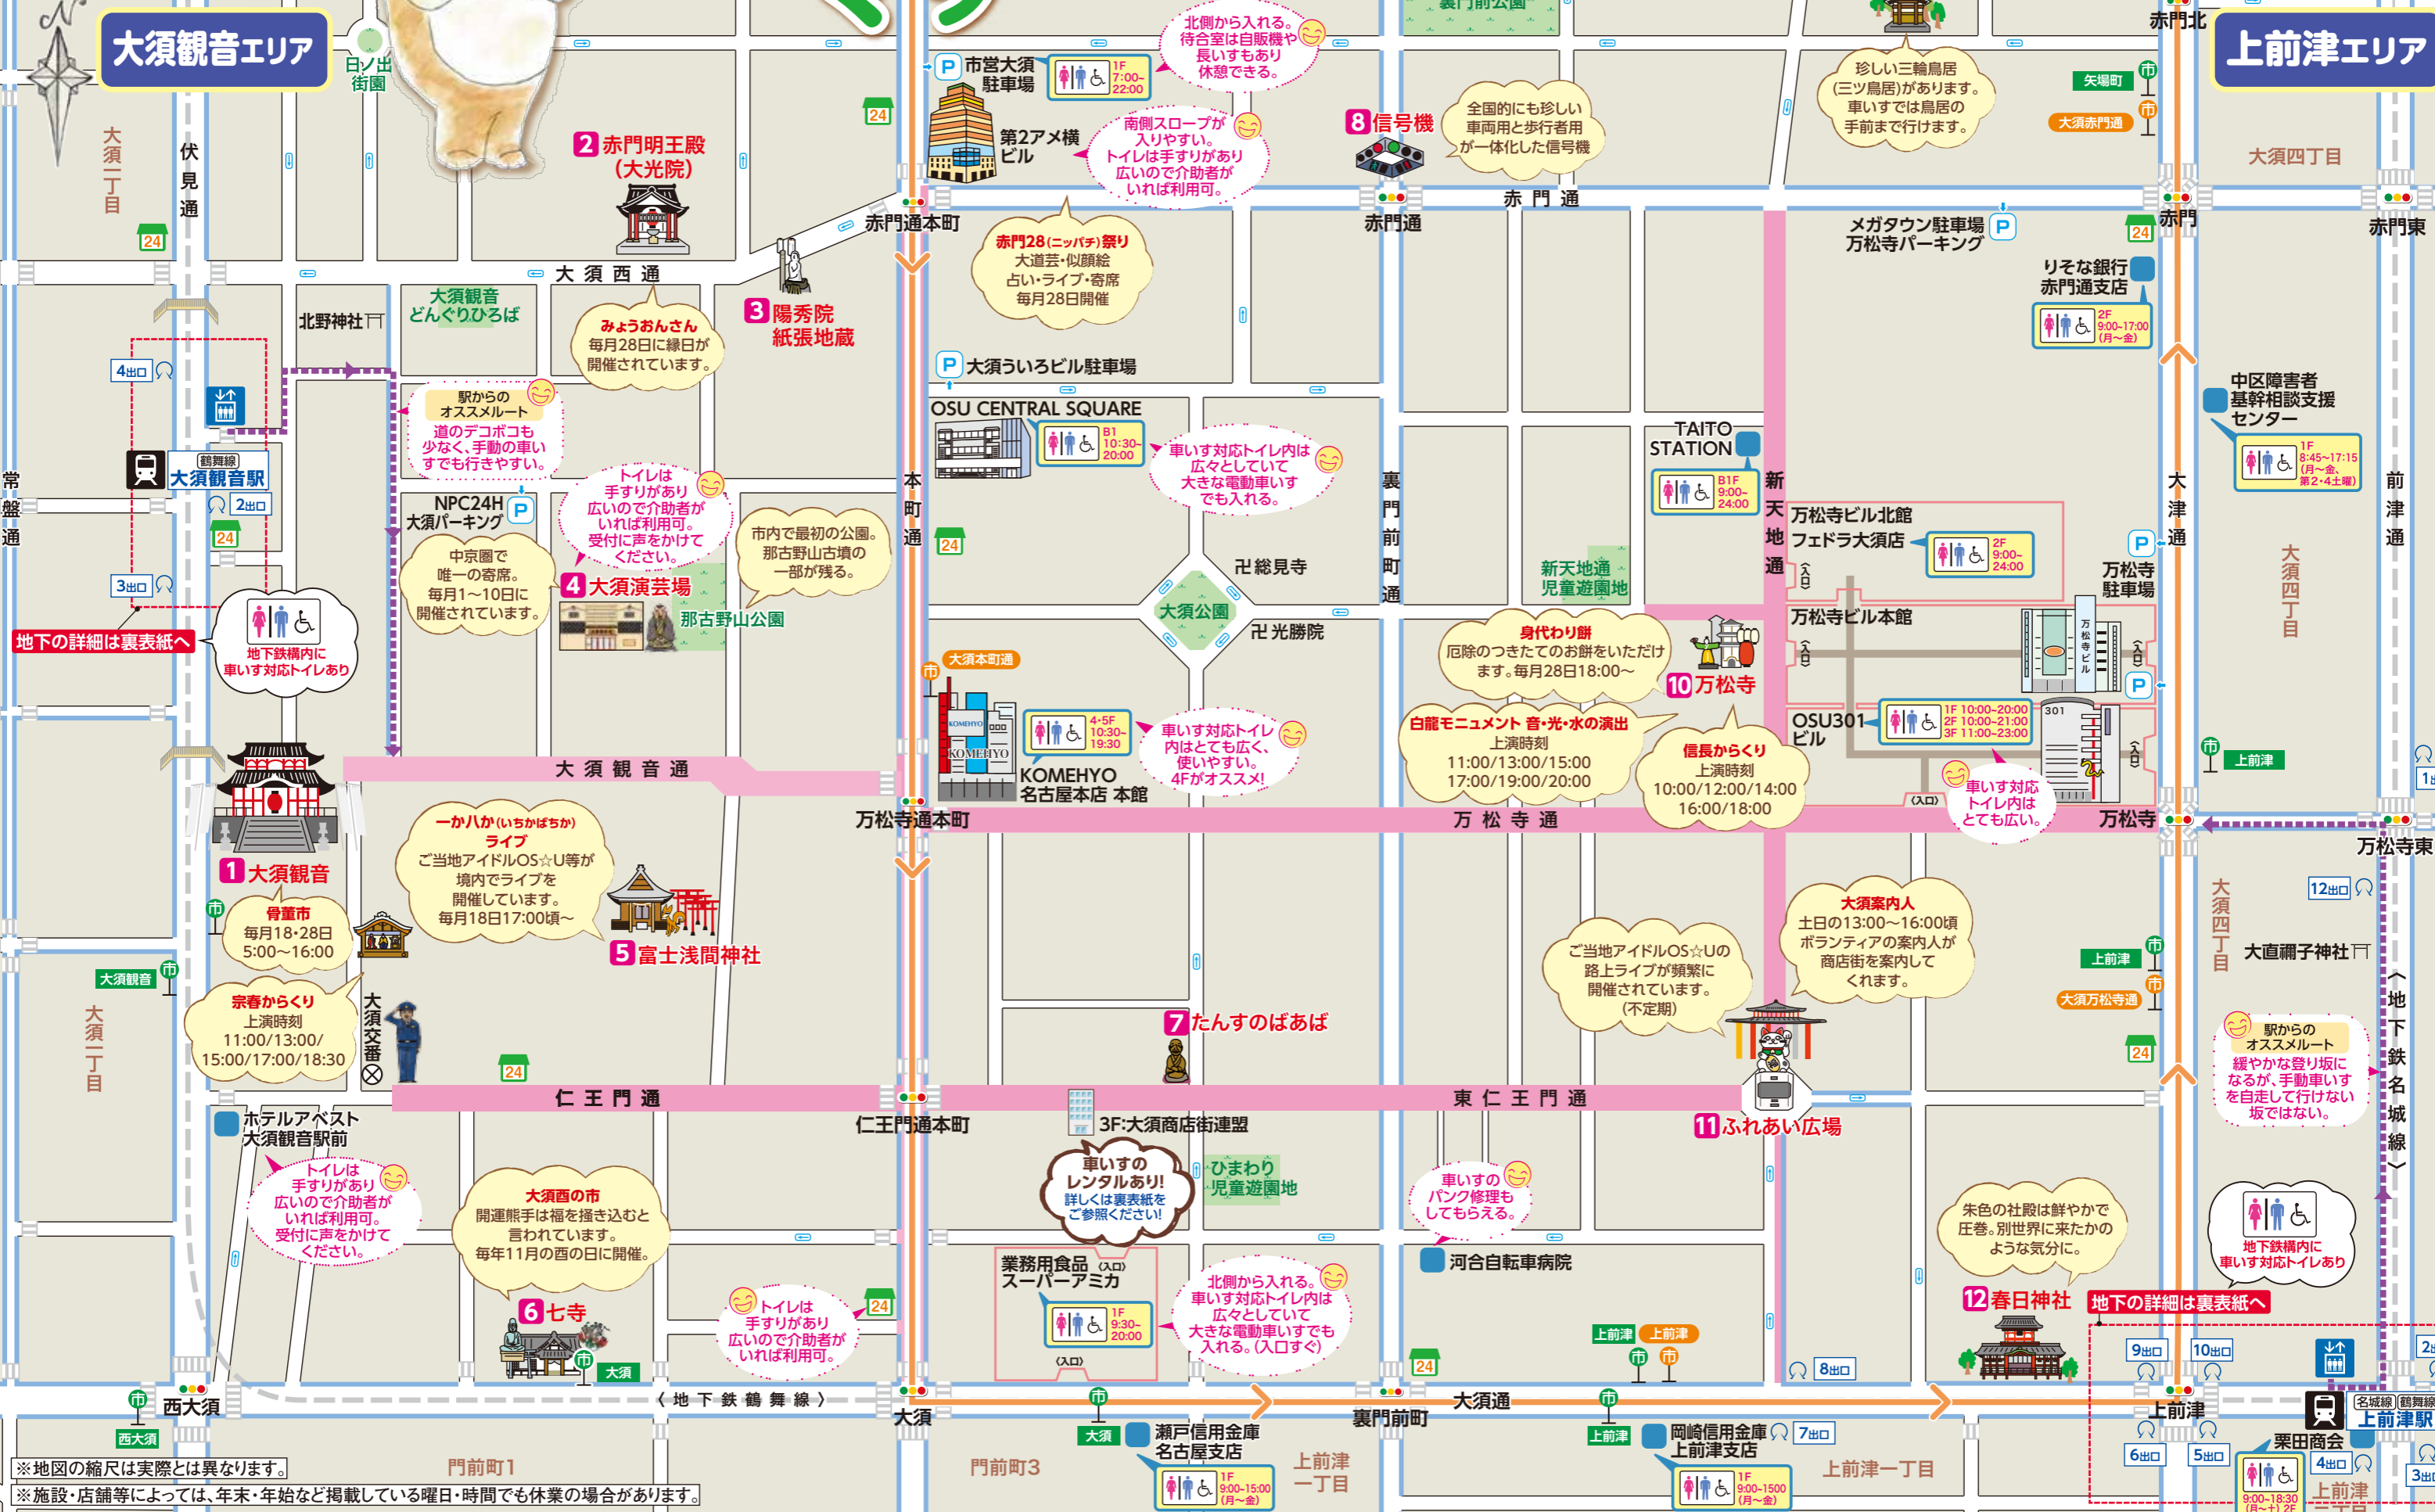 大須観音エリア
日ノ出
街園
大須一丁目
伏見通
常盤通
2 赤門明王殿
(大光院)
大須西通
3 陽秀院
紙張地蔵
北野神社
大須観音
どんぐりひろば
みょうおんさん
毎月28日に縁日が
開催されています。
4出口
鶴舞線
大須観音駅
2出口
3出口
地下の詳細は裏表紙へ
地下鉄構内に
車いす対応トイレあり
駅からの
オススメルート
道のデコボコも
少なく、手動の車い
すでも行きやすい。
NPC24H
大須パーキング
P
中京圏で
唯一の寄席。
毎月1〜10日に
開催されています。
トイレは
手すりがあり
広いので介助者が
いれば利用可。
受付に声をかけて
ください。
4 大須演芸場
市内で最初の公園。
那古野山古墳の
一部が残る。
那古野山公園
大須観音通
1 大須観音
骨董市
毎月18・28日
5:00〜16:00
宗春からくり
上演時刻
11:00/13:00/
15:00/17:00/18:30
大須観音
大須一丁目
大須交番
一か八か(いちかばちか)
ライブ
ご当地アイドルOS☆U等が
境内でライブを
開催しています。
毎月18日17:00頃〜
5 富士浅間神社
仁王門通
ホテルアベスト
大須観音駅前
トイレは
手すりがあり
広いので介助者が
いれば利用可。
受付に声をかけて
ください。
大須酉の市
開運熊手は福を掻き込むと
言われています。
毎年11月の酉の日に開催。
6 七寺
大須
トイレは
手すりがあり
広いので介助者が
いれば利用可。
西大須
西大須
〈地下鉄鶴舞線〉
門前町1
※地図の縮尺は実際とは異なります。
※施設・店舗等によっては、年末・年始など掲載している曜日・時間でも休業の場合があります。
裏門前公園
P 市営大須
駐車場
1F
7:00~
22:00
北側から入れる。
待合室は自販機や
長いすもあり
休憩できる。
第2アメ横
ビル
南側スロープが
入りやすい。
トイレは手すりがあり
広いので介助者が
いれば利用可。
8 信号機
全国的にも珍しい
車両用と歩行者用
が一体化した信号機
赤門通本町
赤門通
赤門通
赤門28(ニッパチ)祭り
大道芸・似顔絵
占い・ライブ・寄席
毎月28日開催
P 大須ういろビル駐車場
OSU CENTRAL SQUARE
B1
10:30~
20:00
車いす対応トイレ内は
広々としていて
大きな電動車いす
でも入れる。
本町通
裏門前町通
卍総見寺
大須公園
卍光勝院
大須本町通
KOMEHYO
KOMEHYO
4・5F
10:30~
19:30
KOMEHYO
名古屋本店 本館
車いす対応トイレ
内はとても広く、
使いやすい。
4Fがオススメ!
万松寺通本町
万松寺通
7 たんすのばあば
仁王門通本町
3F:大須商店街連盟
東仁王門通
車いすの
レンタルあり!
詳しくは裏表紙を
ご参照ください!
ひまわり
児童遊園地
業務用食品
スーパーアミカ
〈入口〉
1F
9:30~
20:00
〈入口〉
北側から入れる。
車いす対応トイレ内は
広々としていて
大きな電動車いすでも
入れる。(入口すぐ)
車いすの
パンク修理も
してもらえる。
河合自転車病院
大須
大須
裏門前町
大須通
瀬戸信用金庫
名古屋支店
1F
9:00~15:00
(月〜金)
門前町3
上前津
一丁目
上前津
上前津
上前津
岡崎信用金庫
上前津支店
1F
9:00~1500
(月〜金)
7出口
8出口
上前津一丁目
上前津エリア
赤門北
珍しい三輪鳥居
(三ツ鳥居)があります。
車いすでは鳥居の
手前まで行けます。
矢場町
大須赤門通
大須四丁目
メガタウン駐車場
万松寺パーキング
P
赤門
赤門東
りそな銀行
赤門通支店
2F
9:00~17:00
(月〜金)
中区障害者
基幹相談支援
センター
1F
8:45~17:15
(月〜金、
第2・4土曜)
TAITO
STATION
B1F
9:00~
24:00
新天地通
大津通
前津通
新天地通
児童遊園地
万松寺ビル北館
フェドラ大須店
2F
9:00~
24:00
〈入口〉
P
万松寺
駐車場
大須四丁目
万松寺ビル本館
〈入口〉
万松寺ビル
〈入口〉
P
身代わり餅
厄除のつきたてのお餅をいただけ
ます。毎月28日18:00〜
10 万松寺
白龍モニュメント 音・光・水の演出
上演時刻
11:00/13:00/15:00
17:00/19:00/20:00
信長からくり
上演時刻
10:00/12:00/14:00
16:00/18:00
OSU301
ビル
1F 10:00~20:00
2F 10:00~21:00
3F 11:00~23:00
301
〈入口〉
〈入口〉
車いす対応
トイレ内は
とても広い。
上前津
万松寺
万松寺東
大須四丁目
12出口
大直禰子神社
〈地下鉄名城線〉
大須案内人
土日の13:00〜16:00頃
ボランティアの案内人が
商店街を案内して
くれます。
ご当地アイドルOS☆Uの
路上ライブが頻繁に
開催されています。
(不定期)
11 ふれあい広場
上前津
大須万松寺通
駅からの
オススメルート
緩やかな登り坂に
なるが、手動車いす
を自走して行けない
坂ではない。
朱色の社殿は鮮やかで
圧巻。別世界に来たかの
ような気分に。
12 春日神社
地下鉄構内に
車いす対応トイレあり
地下の詳細は裏表紙へ
9出口
10出口
上前津
6出口
5出口
名城線 鶴舞線
上前津駅
栗田商会
4出口
9:00~18:30
(月〜土) 2F
上前津